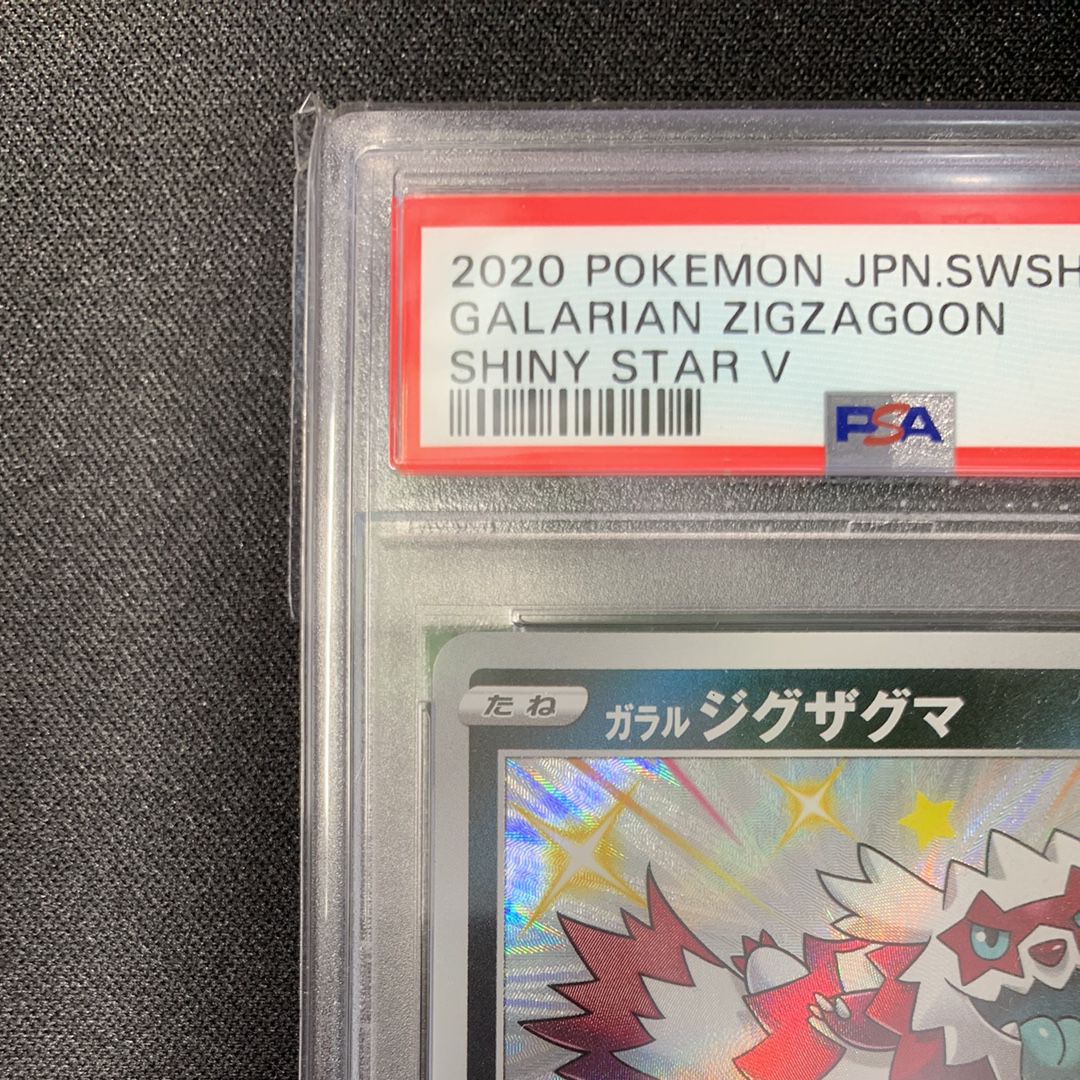 2020 POKEMON JPN.SWSH
GALARIAN ZIGZAGOON
SHINY STAR V
PSA
たね ガラル ジグザグマ